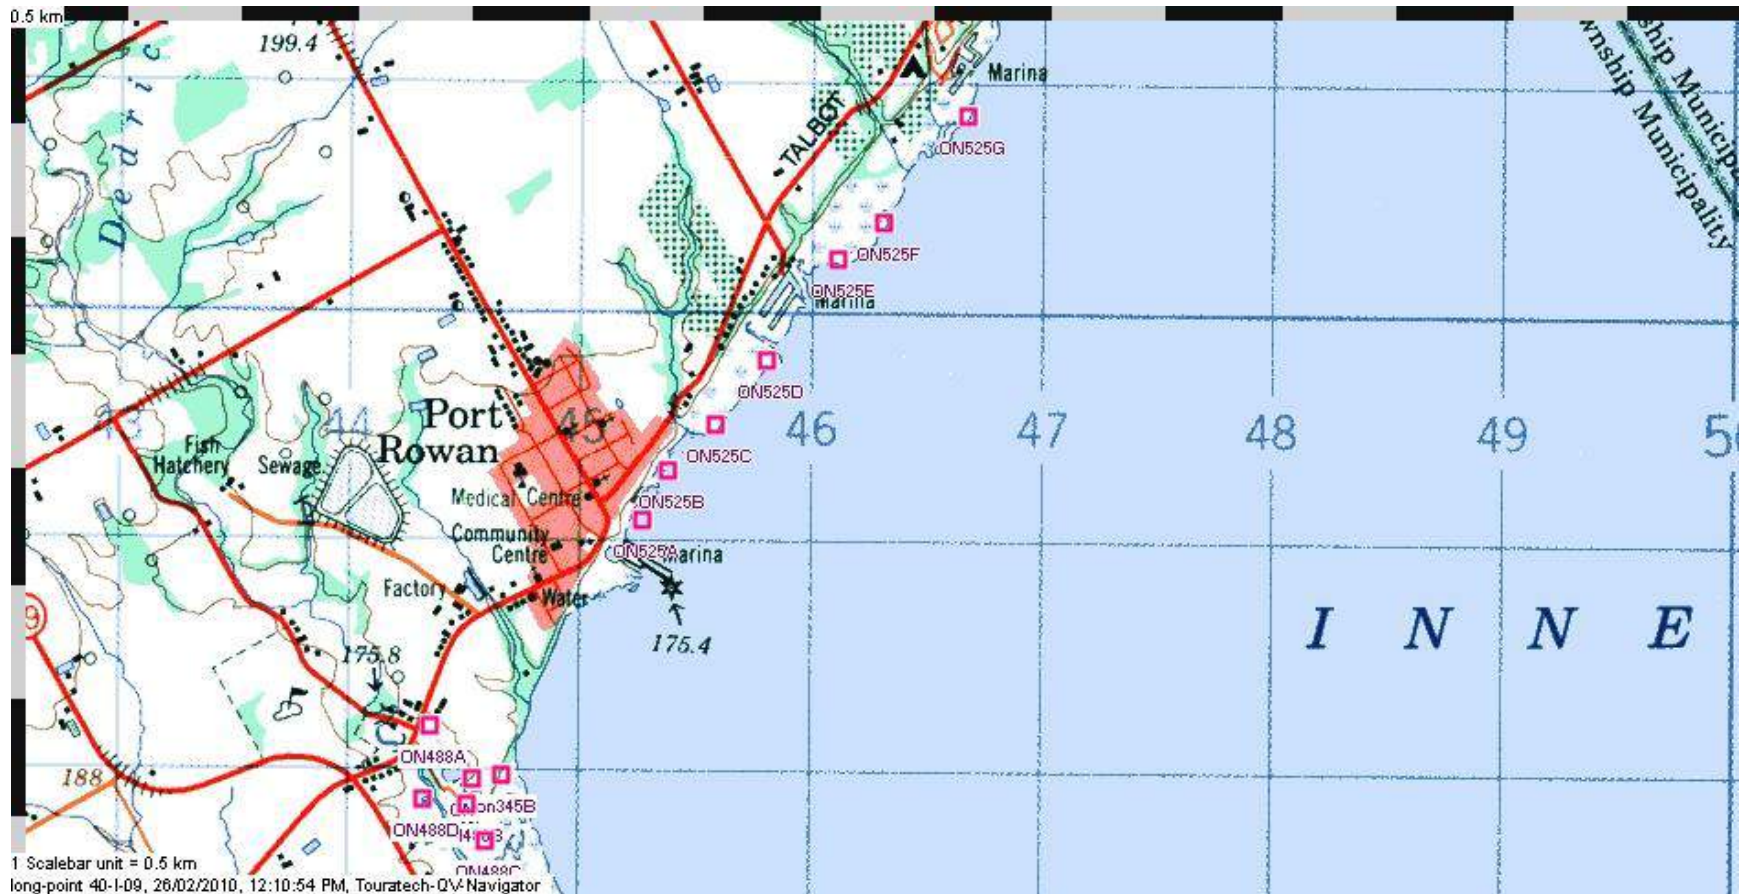 0.5 km
199.4
Dedric
TALBOT
Marina
ship Municipa
wnship Municipality
ON525G
ON525F
ON525E
Marina
ON525D
Port
Rowan
44
45
46
47
48
49
Fish
Hatchery
Sewage
ON525C
Medical Centre
ON525B
Community
Centre
ON525A
Marina
Factory
Water
9
175.8
175.4
I N N E
188
ON488A
on345B
ON488D
ON488C
1 Scalebar unit = 0.5 km
long-point 40-I-09, 26/02/2010, 12:10:54 PM, Touratech-QV-Navigator